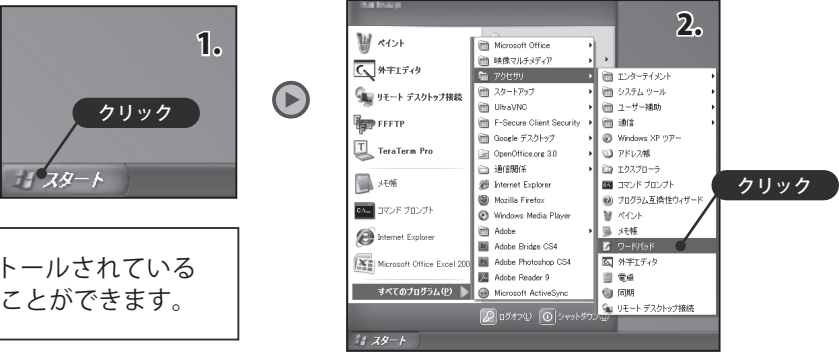 1.
クリック
スタート
トールされている
ことができます。
2.
ペイント
外字エディタ
リモート デスクトップ接続
FFFTP
TeraTerm Pro
メモ帳
コマンド プロンプト
Internet Explorer
Microsoft Office Excel 200
すべてのプログラム(P)
Microsoft Office
映像マルチメディア
アクセサリ
スタートアップ
UltraVNC
F-Secure Client Security
Google デスクトップ
OpenOffice.org 3.0
通信関係
Internet Explorer
Mozilla Firefox
Windows Media Player
Adobe
Adobe Bridge CS4
Adobe Photoshop CS4
Adobe Reader 9
Microsoft ActiveSync
エンターテイメント
システム ツール
ユーザー補助
通信
Windows XP ツアー
アドレス帳
エクスプローラ
コマンド プロンプト
プログラム互換性ウィザード
ペイント
メモ帳
ワードパッド
外字エディタ
電卓
同期
リモート デスクトップ接続
クリック
ログオフ(L)
シャットダウン(U)
スタート